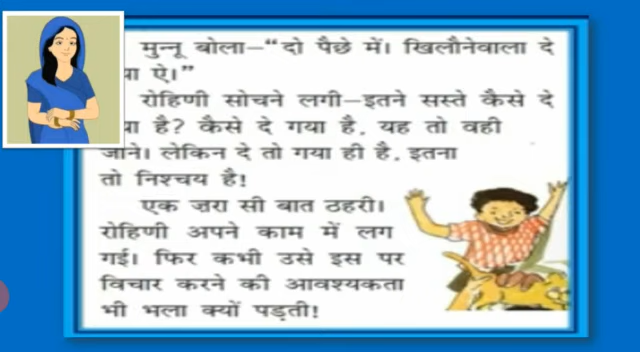 मुन्नू बोला—“दो पैछे में। खिलौनेवाला दे
ऐ।”
रोहिणी सोचने लगी—इतने सस्ते कैसे दे
है? कैसे दे गया है, यह तो वही
जाने। लेकिन दे तो गया ही है, इतना
तो निश्चय है!
एक ज़रा सी बात ठहरी।
रोहिणी अपने काम में लग
गई। फिर कभी उसे इस पर
विचार करने की आवश्यकता
भी भला क्यों पड़ती!